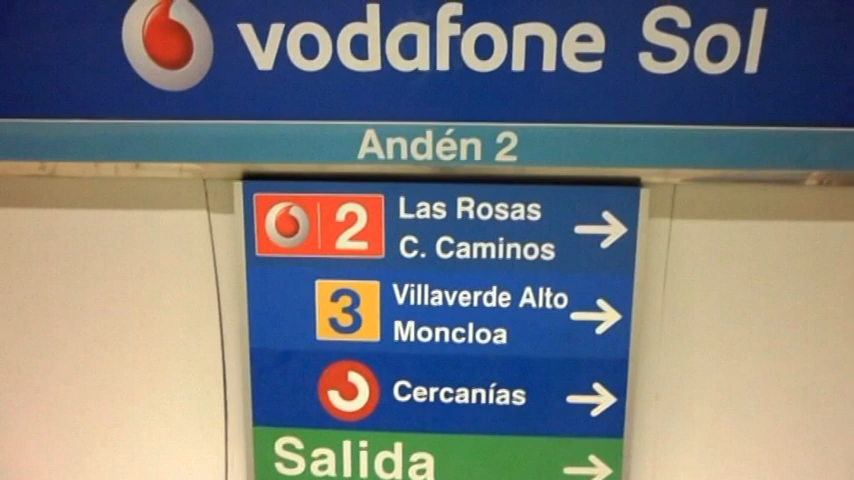 vodafone Sol
Andén 2
2 Las Rosas
C. Caminos
3 Villaverde Alto
Moncloa
Cercanías
Salida